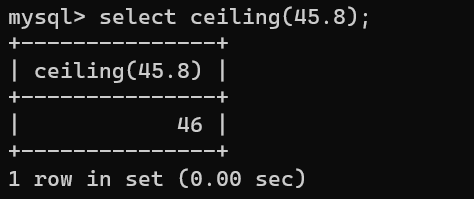 mysql> select ceiling(45.8);
+---------------+
| ceiling(45.8) |
+---------------+
|            46 |
+---------------+
1 row in set (0.00 sec)